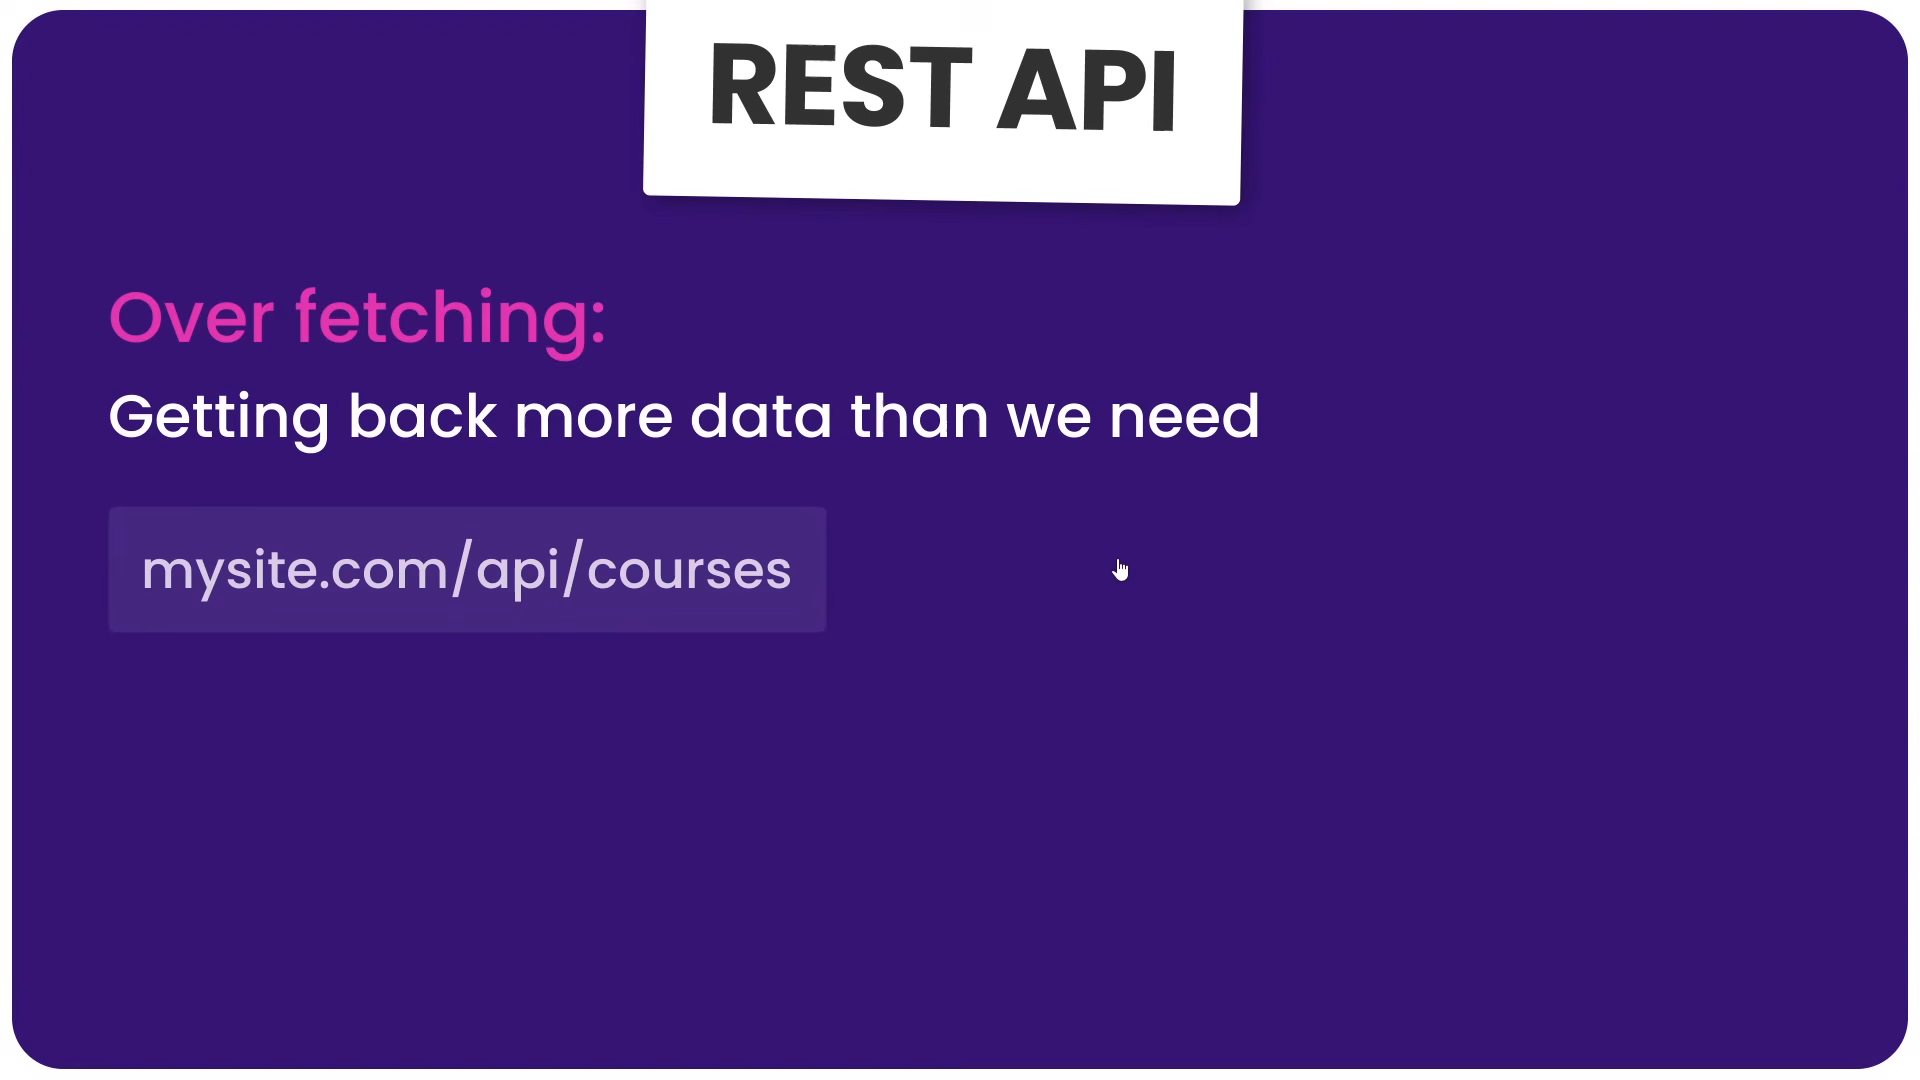 REST API
Over fetching:
Getting back more data than we need
mysite.com/api/courses